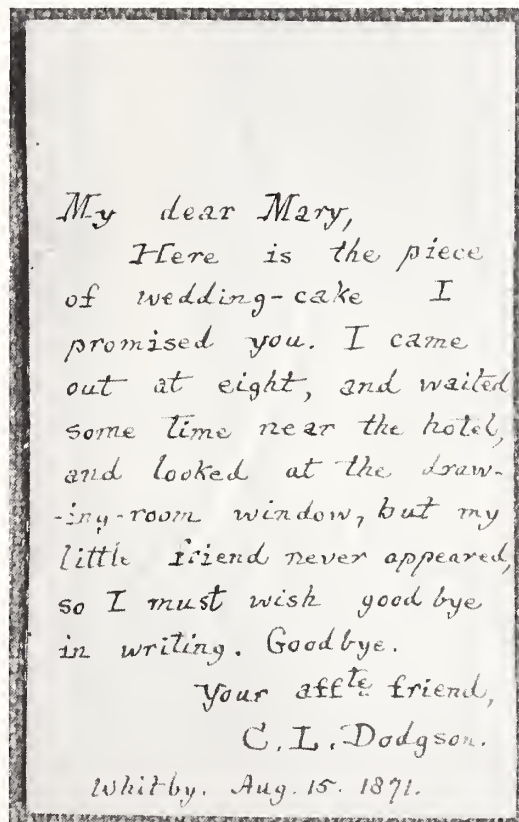 My dear Mary,
Here is the piece
of wedding-cake I
promised you. I came
out at eight, and waited
some time near the hotel,
and looked at the draw-
-ing-room window, but my
little friend never appeared,
so I must wish good bye
in writing. Goodbye.
Your affte friend,
C. L. Dodgson.
Whitby. Aug. 15. 1871.